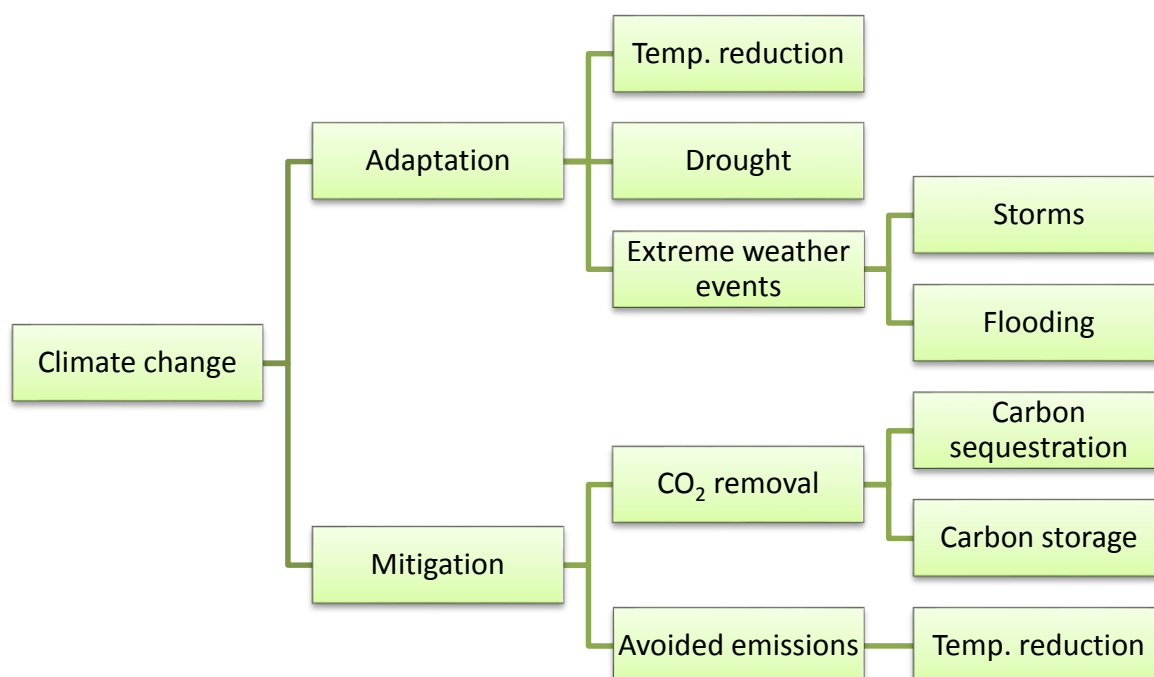 Temp. reduction
Adaptation
Drought
Storms
Extreme weather
events
Flooding
Climate change
Carbon
sequestration
CO₂ removal
Carbon storage
Mitigation
Avoided emissions
Temp. reduction